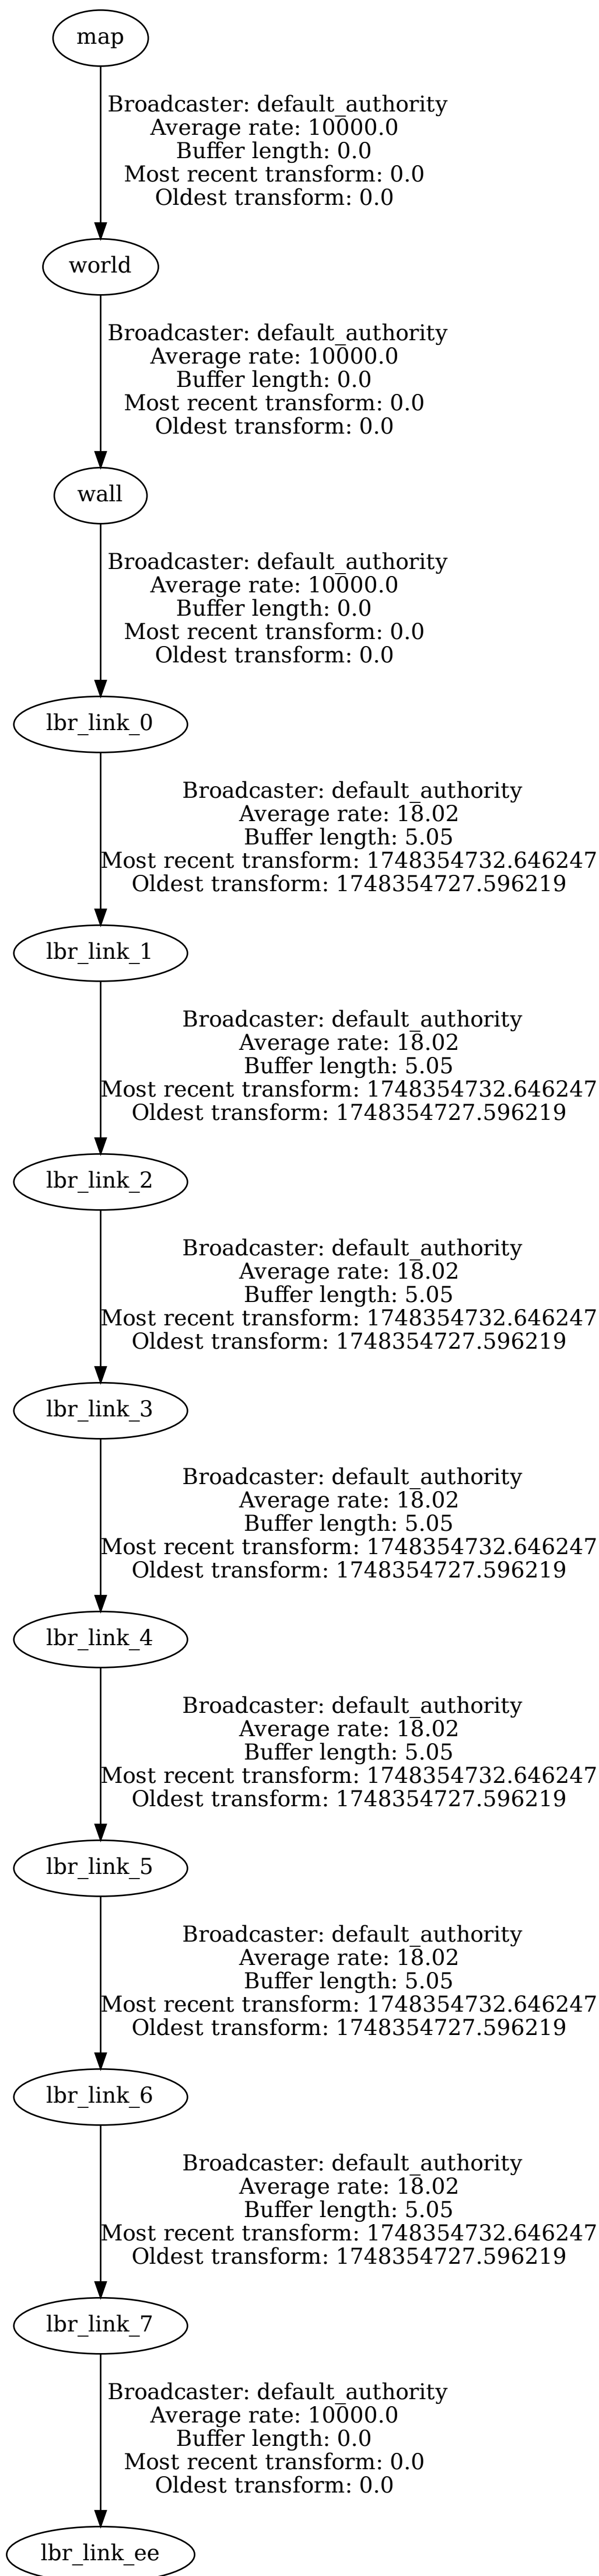 map
Broadcaster: default_authority
Average rate: 10000.0
Buffer length: 0.0
Most recent transform: 0.0
Oldest transform: 0.0
world
Broadcaster: default_authority
Average rate: 10000.0
Buffer length: 0.0
Most recent transform: 0.0
Oldest transform: 0.0
wall
Broadcaster: default_authority
Average rate: 10000.0
Buffer length: 0.0
Most recent transform: 0.0
Oldest transform: 0.0
lbr_link_0
Broadcaster: default_authority
Average rate: 18.02
Buffer length: 5.05
Most recent transform: 1748354732.646247
Oldest transform: 1748354727.596219
lbr_link_1
Broadcaster: default_authority
Average rate: 18.02
Buffer length: 5.05
Most recent transform: 1748354732.646247
Oldest transform: 1748354727.596219
lbr_link_2
Broadcaster: default_authority
Average rate: 18.02
Buffer length: 5.05
Most recent transform: 1748354732.646247
Oldest transform: 1748354727.596219
lbr_link_3
Broadcaster: default_authority
Average rate: 18.02
Buffer length: 5.05
Most recent transform: 1748354732.646247
Oldest transform: 1748354727.596219
lbr_link_4
Broadcaster: default_authority
Average rate: 18.02
Buffer length: 5.05
Most recent transform: 1748354732.646247
Oldest transform: 1748354727.596219
lbr_link_5
Broadcaster: default_authority
Average rate: 18.02
Buffer length: 5.05
Most recent transform: 1748354732.646247
Oldest transform: 1748354727.596219
lbr_link_6
Broadcaster: default_authority
Average rate: 18.02
Buffer length: 5.05
Most recent transform: 1748354732.646247
Oldest transform: 1748354727.596219
lbr_link_7
Broadcaster: default_authority
Average rate: 10000.0
Buffer length: 0.0
Most recent transform: 0.0
Oldest transform: 0.0
lbr_link_ee